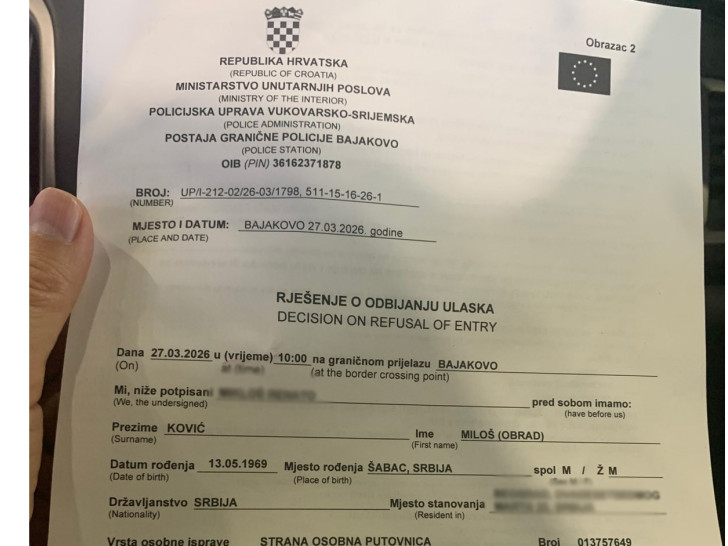 Obrazac 2
REPUBLIKA HRVATSKA
(REPUBLIC OF CROATIA)
MINISTARSTVO UNUTARNJIH POSLOVA
(MINISTRY OF THE INTERIOR)
POLICIJSKA UPRAVA VUKOVARSKO-SRIJEMSKA
(POLICE ADMINISTRATION)
POSTAJA GRANIČNE POLICIJE BAJAKOVO
(POLICE STATION)
OIB (PIN) 36162371878
BROJ: UP/I-212-02/26-03/1798, 511-15-16-26-1
(NUMBER)
MJESTO I DATUM: BAJAKOVO 27.03.2026. godine
(PLACE AND DATE)
RJEŠENJE O ODBIJANJU ULASKA
DECISION ON REFUSAL OF ENTRY
Dana 27.03.2026 u (vrijeme) 10:00 na graničnom prijelazu BAJAKOVO
(On) at (time) (at the border crossing point)
Mi, niže potpisani pred sobom imamo:
(We, the undersigned) (have before us)
Prezime KOVIĆ Ime MILOŠ (OBRAD)
(Surname) (First name)
Datum rođenja 13.05.1969 Mjesto rođenja ŠABAC, SRBIJA spol M / Ž M
(Date of birth) (Place of birth)
Državljanstvo SRBIJA Mjesto stanovanja
(Nationality) (Resident in)
Vrsta osobne isprave STRANA OSOBNA PUTOVNICA Broj 013757649